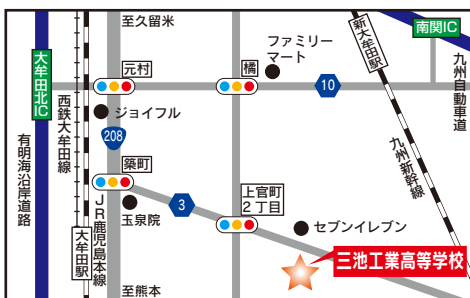 至久留米
新大牟田駅
南関IC
ファミリー
マート
大牟田北IC
元村
橘
10
九州自動車道
西鉄大牟田線
ジョイフル
208
有明海沿岸道路
九州新幹線
築町
3
上官町
2丁目
玉泉院
JR鹿児島本線
セブンイレブン
大牟田駅
三池工業高等学校
至熊本